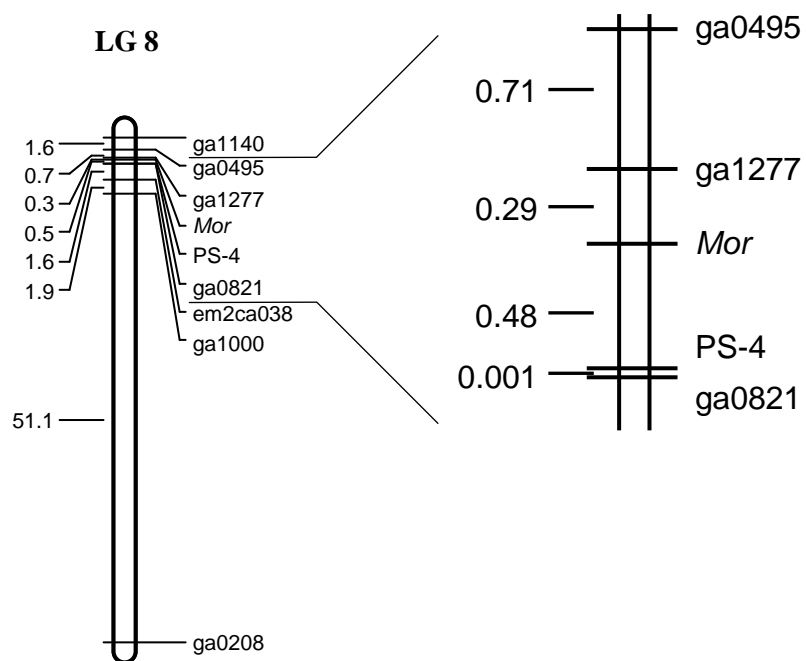 LG 8
1.6
0.7
0.3
0.5
1.6
1.9
51.1
ga1140
ga0495
ga1277
Mor
PS-4
ga0821
em2ca038
ga1000
ga0208
0.71
0.29
0.48
0.001
ga0495
ga1277
Mor
PS-4
ga0821